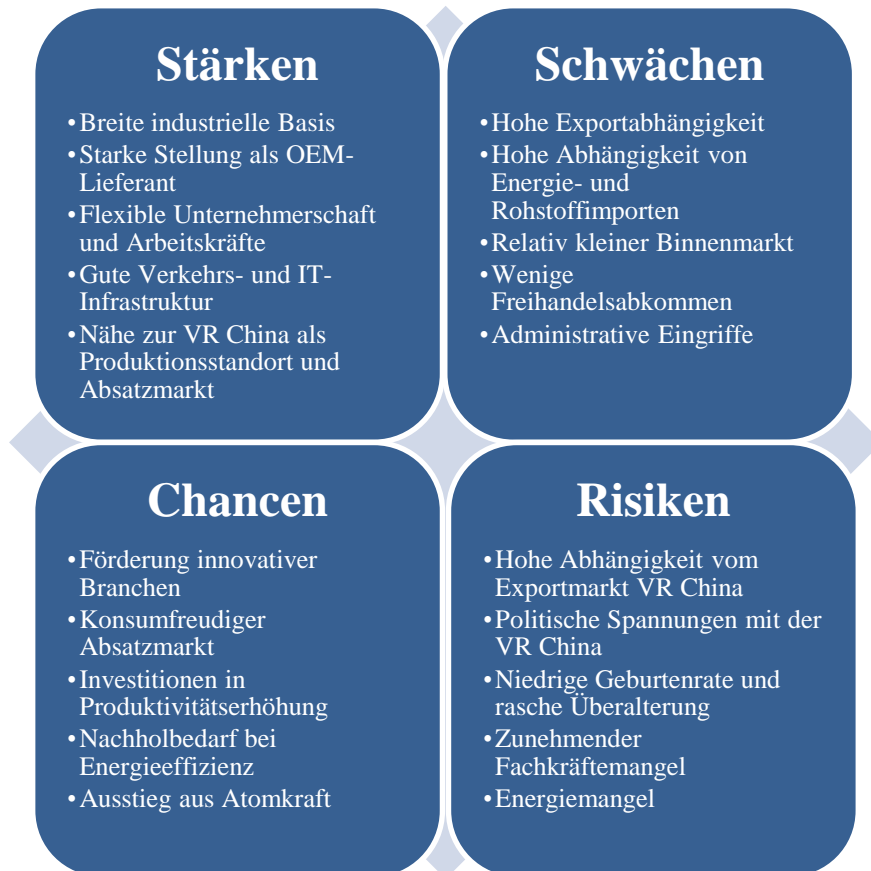 Stärken
•Breite industrielle Basis
•Starke Stellung als OEM-
Lieferant
•Flexible Unternehmerschaft
und Arbeitskräfte
•Gute Verkehrs- und IT-
Infrastruktur
•Nähe zur VR China als
Produktionsstandort und
Absatzmarkt
Schwächen
•Hohe Exportabhängigkeit
•Hohe Abhängigkeit von
Energie- und
Rohstoffimporten
•Relativ kleiner Binnenmarkt
•Wenige
Freihandelsabkommen
•Administrative Eingriffe
Chancen
•Förderung innovativer
Branchen
•Konsumfreudiger
Absatzmarkt
•Investitionen in
Produktivitätserhöhung
•Nachholbedarf bei
Energieeffizienz
•Ausstieg aus Atomkraft
Risiken
•Hohe Abhängigkeit vom
Exportmarkt VR China
•Politische Spannungen mit der
VR China
•Niedrige Geburtenrate und
rasche Überalterung
•Zunehmender
Fachkräftemangel
•Energiemangel